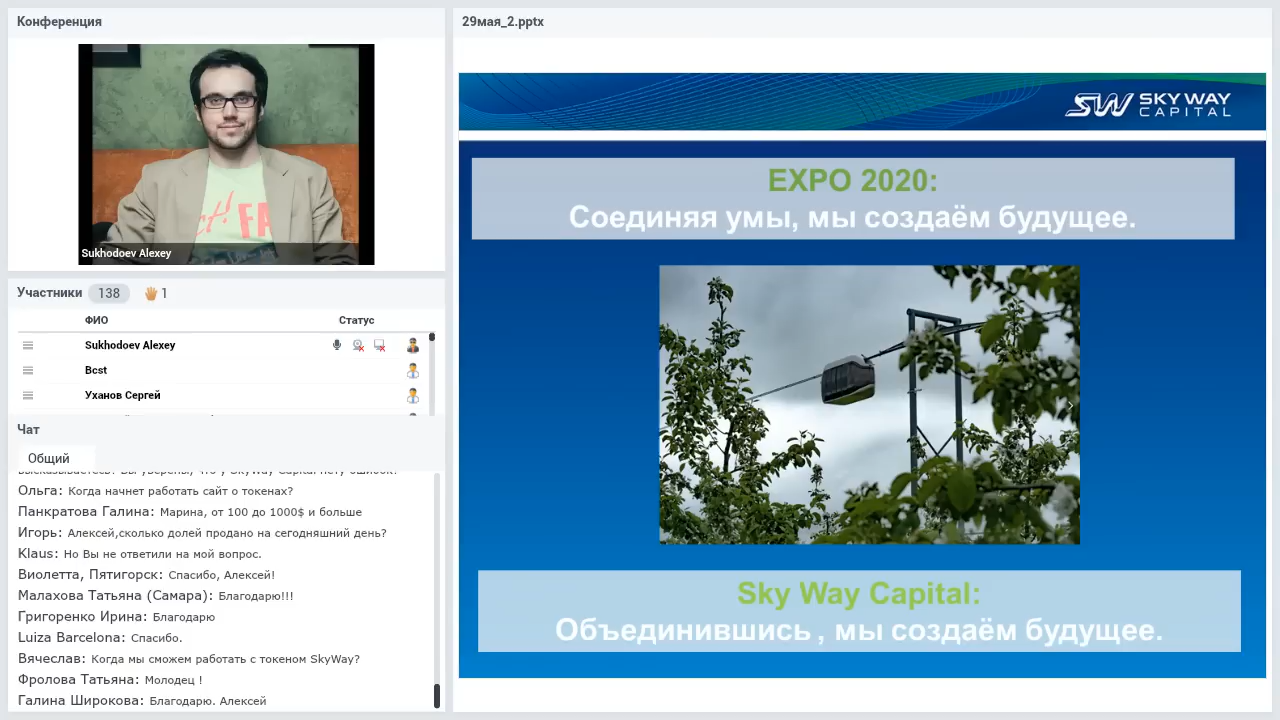 Конференция
Sukhodoev Alexey
Участники 138 1
ФИО Статус
Sukhodoev Alexey
Bcst
Уханов Сергей
Чат
Общий
Ольга: Когда начнет работать сайт о токенах?
Панкратова Галина: Марина, от 100 до 1000$ и больше
Игорь: Алексей,сколько долей продано на сегодняшний день?
Klaus: Но Вы не ответили на мой вопрос.
Виолетта, Пятигорск: Спасибо, Алексей!
Малахова Татьяна (Самара): Благодарю!!!
Григоренко Ирина: Благодарю
Luiza Barcelona: Спасибо.
Вячеслав: Когда мы сможем работать с токеном SkyWay?
Фролова Татьяна: Молодец !
Галина Широкова: Благодарю. Алексей
29мая_2.pptx
SW SKY WAY
CAPITAL
EXPO 2020:
Соединяя умы, мы создаём будущее.
Sky Way Capital:
Объединившись , мы создаём будущее.